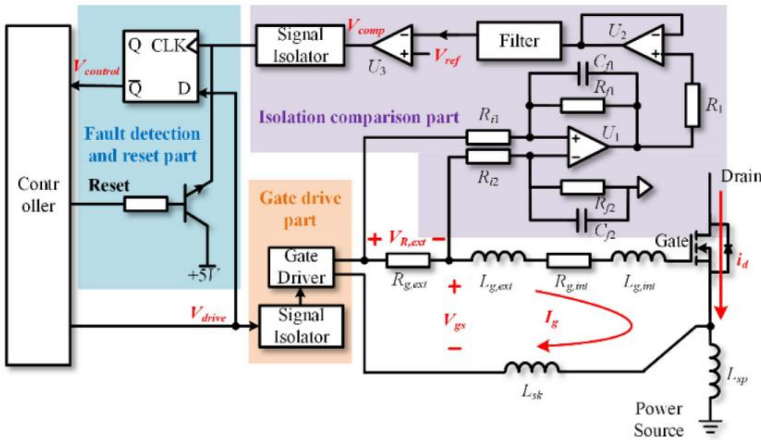 Controller
Q CLK
Q̅ D
V_control
Fault detection
and reset part
Reset
+5V
V_drive
Signal
Isolator
V_comp
U_3
V_ref
Filter
U_2
R_1
Isolation comparison part
C_f1
R_f1
R_i1
U_1
R_i2
R_f2
C_f2
Gate drive
part
Gate
Driver
Signal
Isolator
+ V_R,ext −
R_g,ext
L_g,ext
R_g,int
L_g,int
Gate
Drain
i_d
+
V_gs
−
I_g
L_sk
L_sp
Power
Source